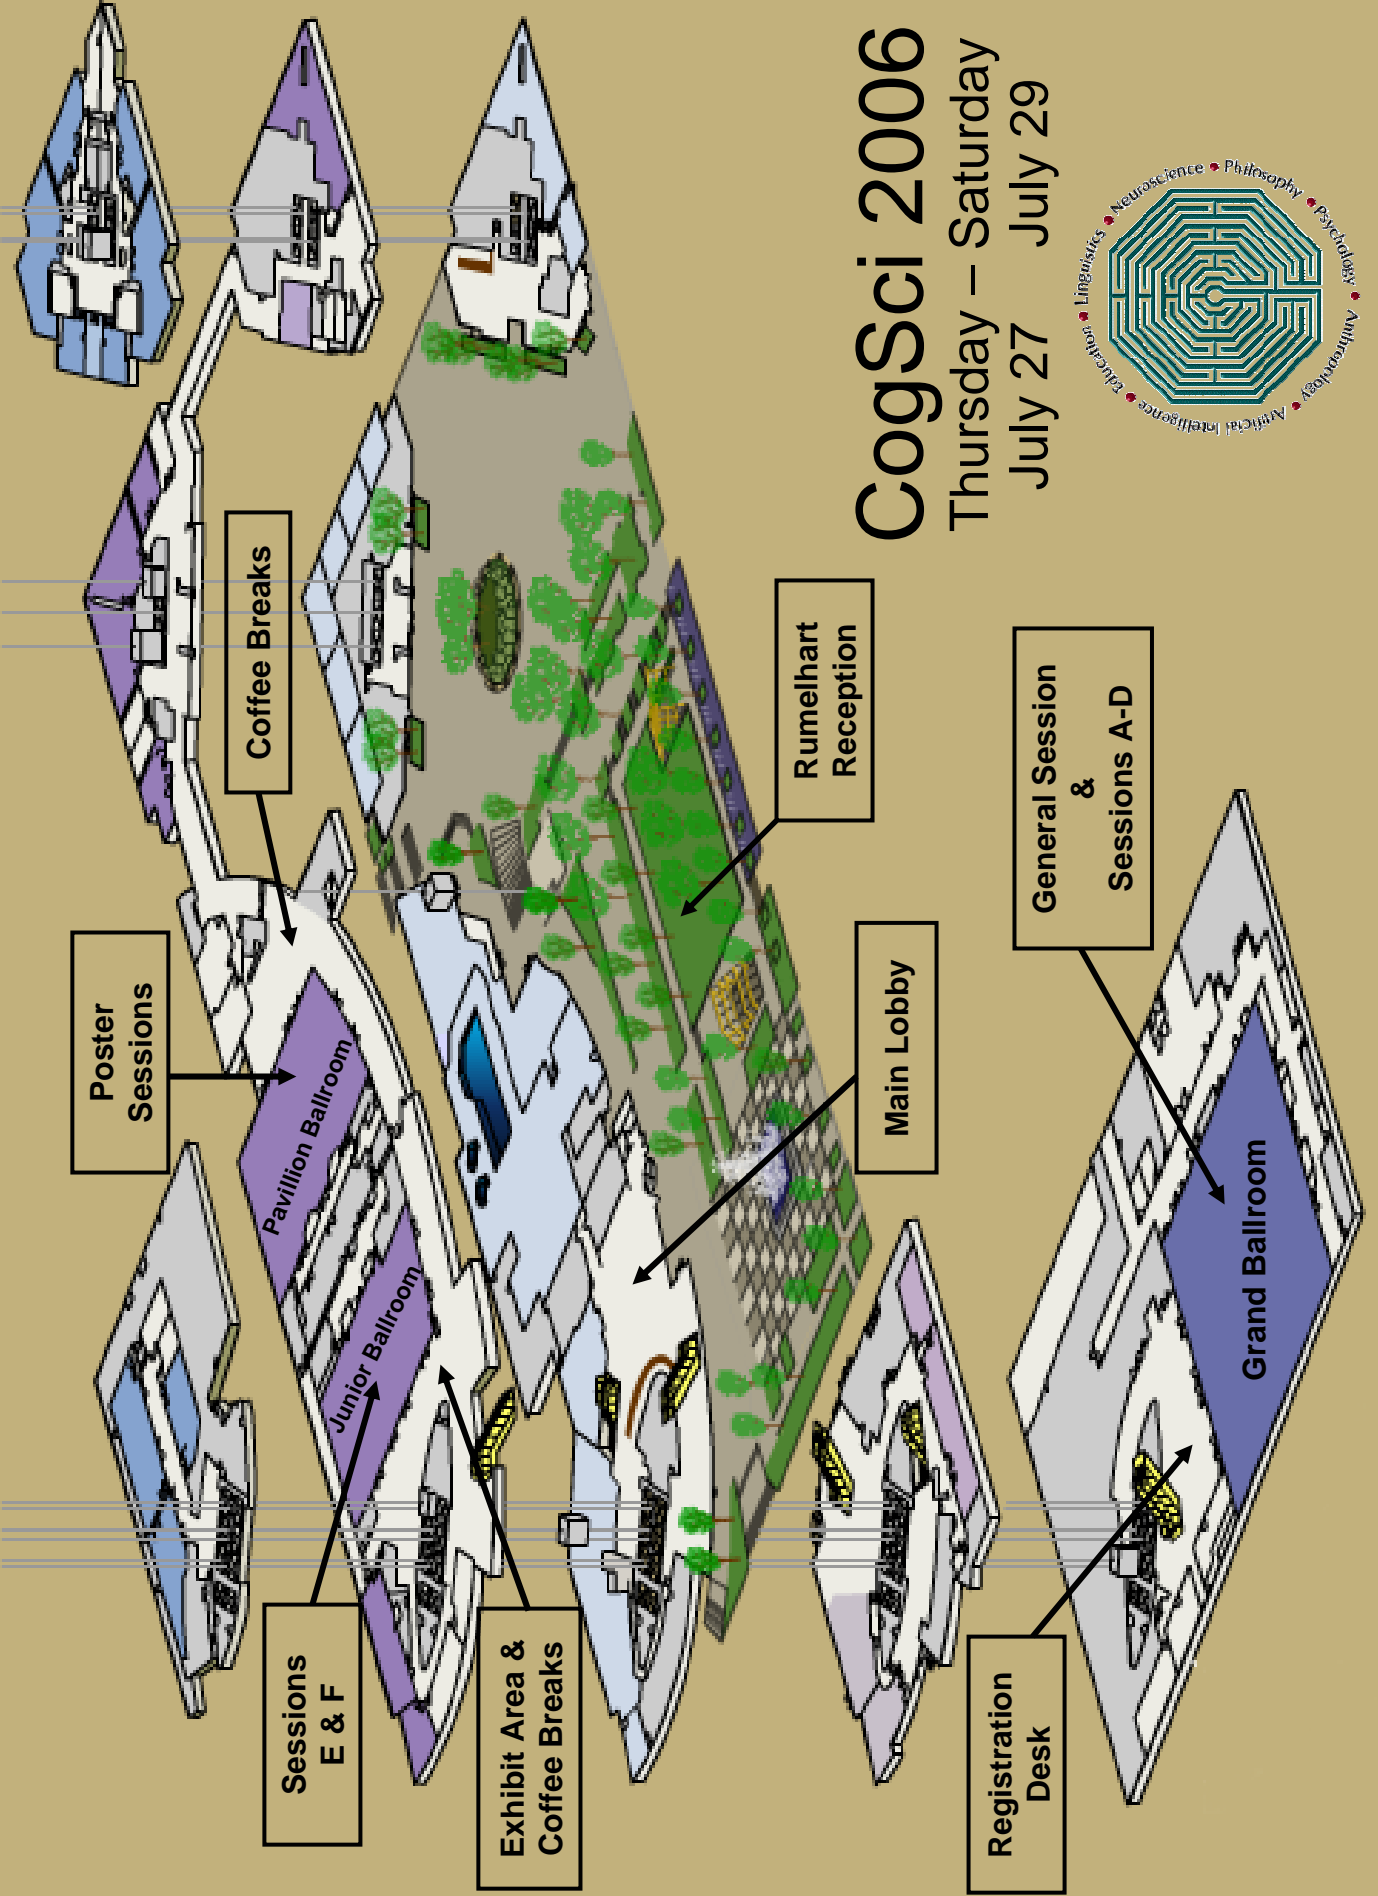 Poster
Sessions
Coffee Breaks
Pavillion Ballroom
Junior Ballroom
Sessions
E & F
Exhibit Area &
Coffee Breaks
Rumelhart
Reception
Main Lobby
General Session
&
Sessions A-D
Grand Ballroom
Registration
Desk
CogSci 2006
Thursday – Saturday
July 27 July 29
Artificial Intelligence • Education • Linguistics • Neuroscience • Philosophy • Psychology • Anthropology •